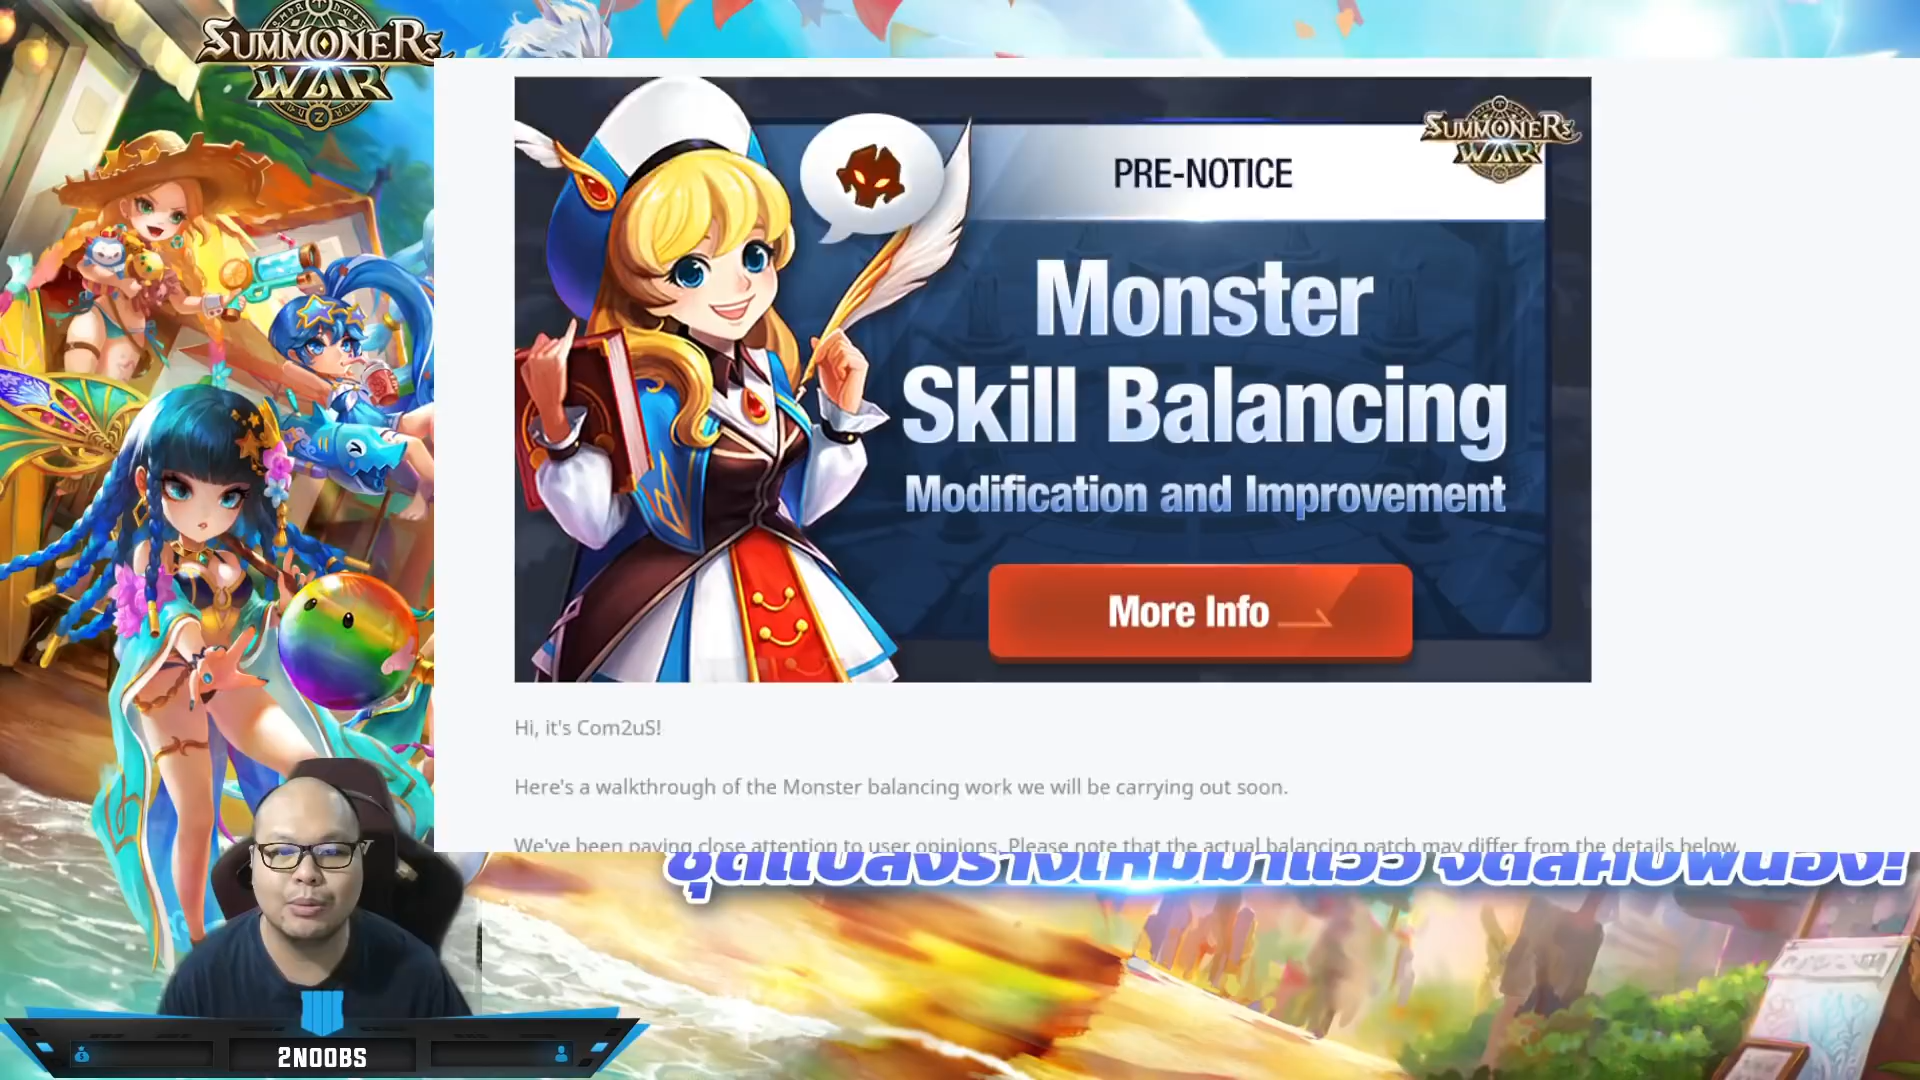 SUMMONERS
WAR
SUMMONERS
WAR
PRE-NOTICE
Monster
Skill Balancing
Modification and Improvement
More Info
Hi, it's Com2uS!
Here's a walkthrough of the Monster balancing work we will be carrying out soon.
We've been paying close attention to user opinions. Please note that the actual balancing patch may differ from the details below.
2NOOBS